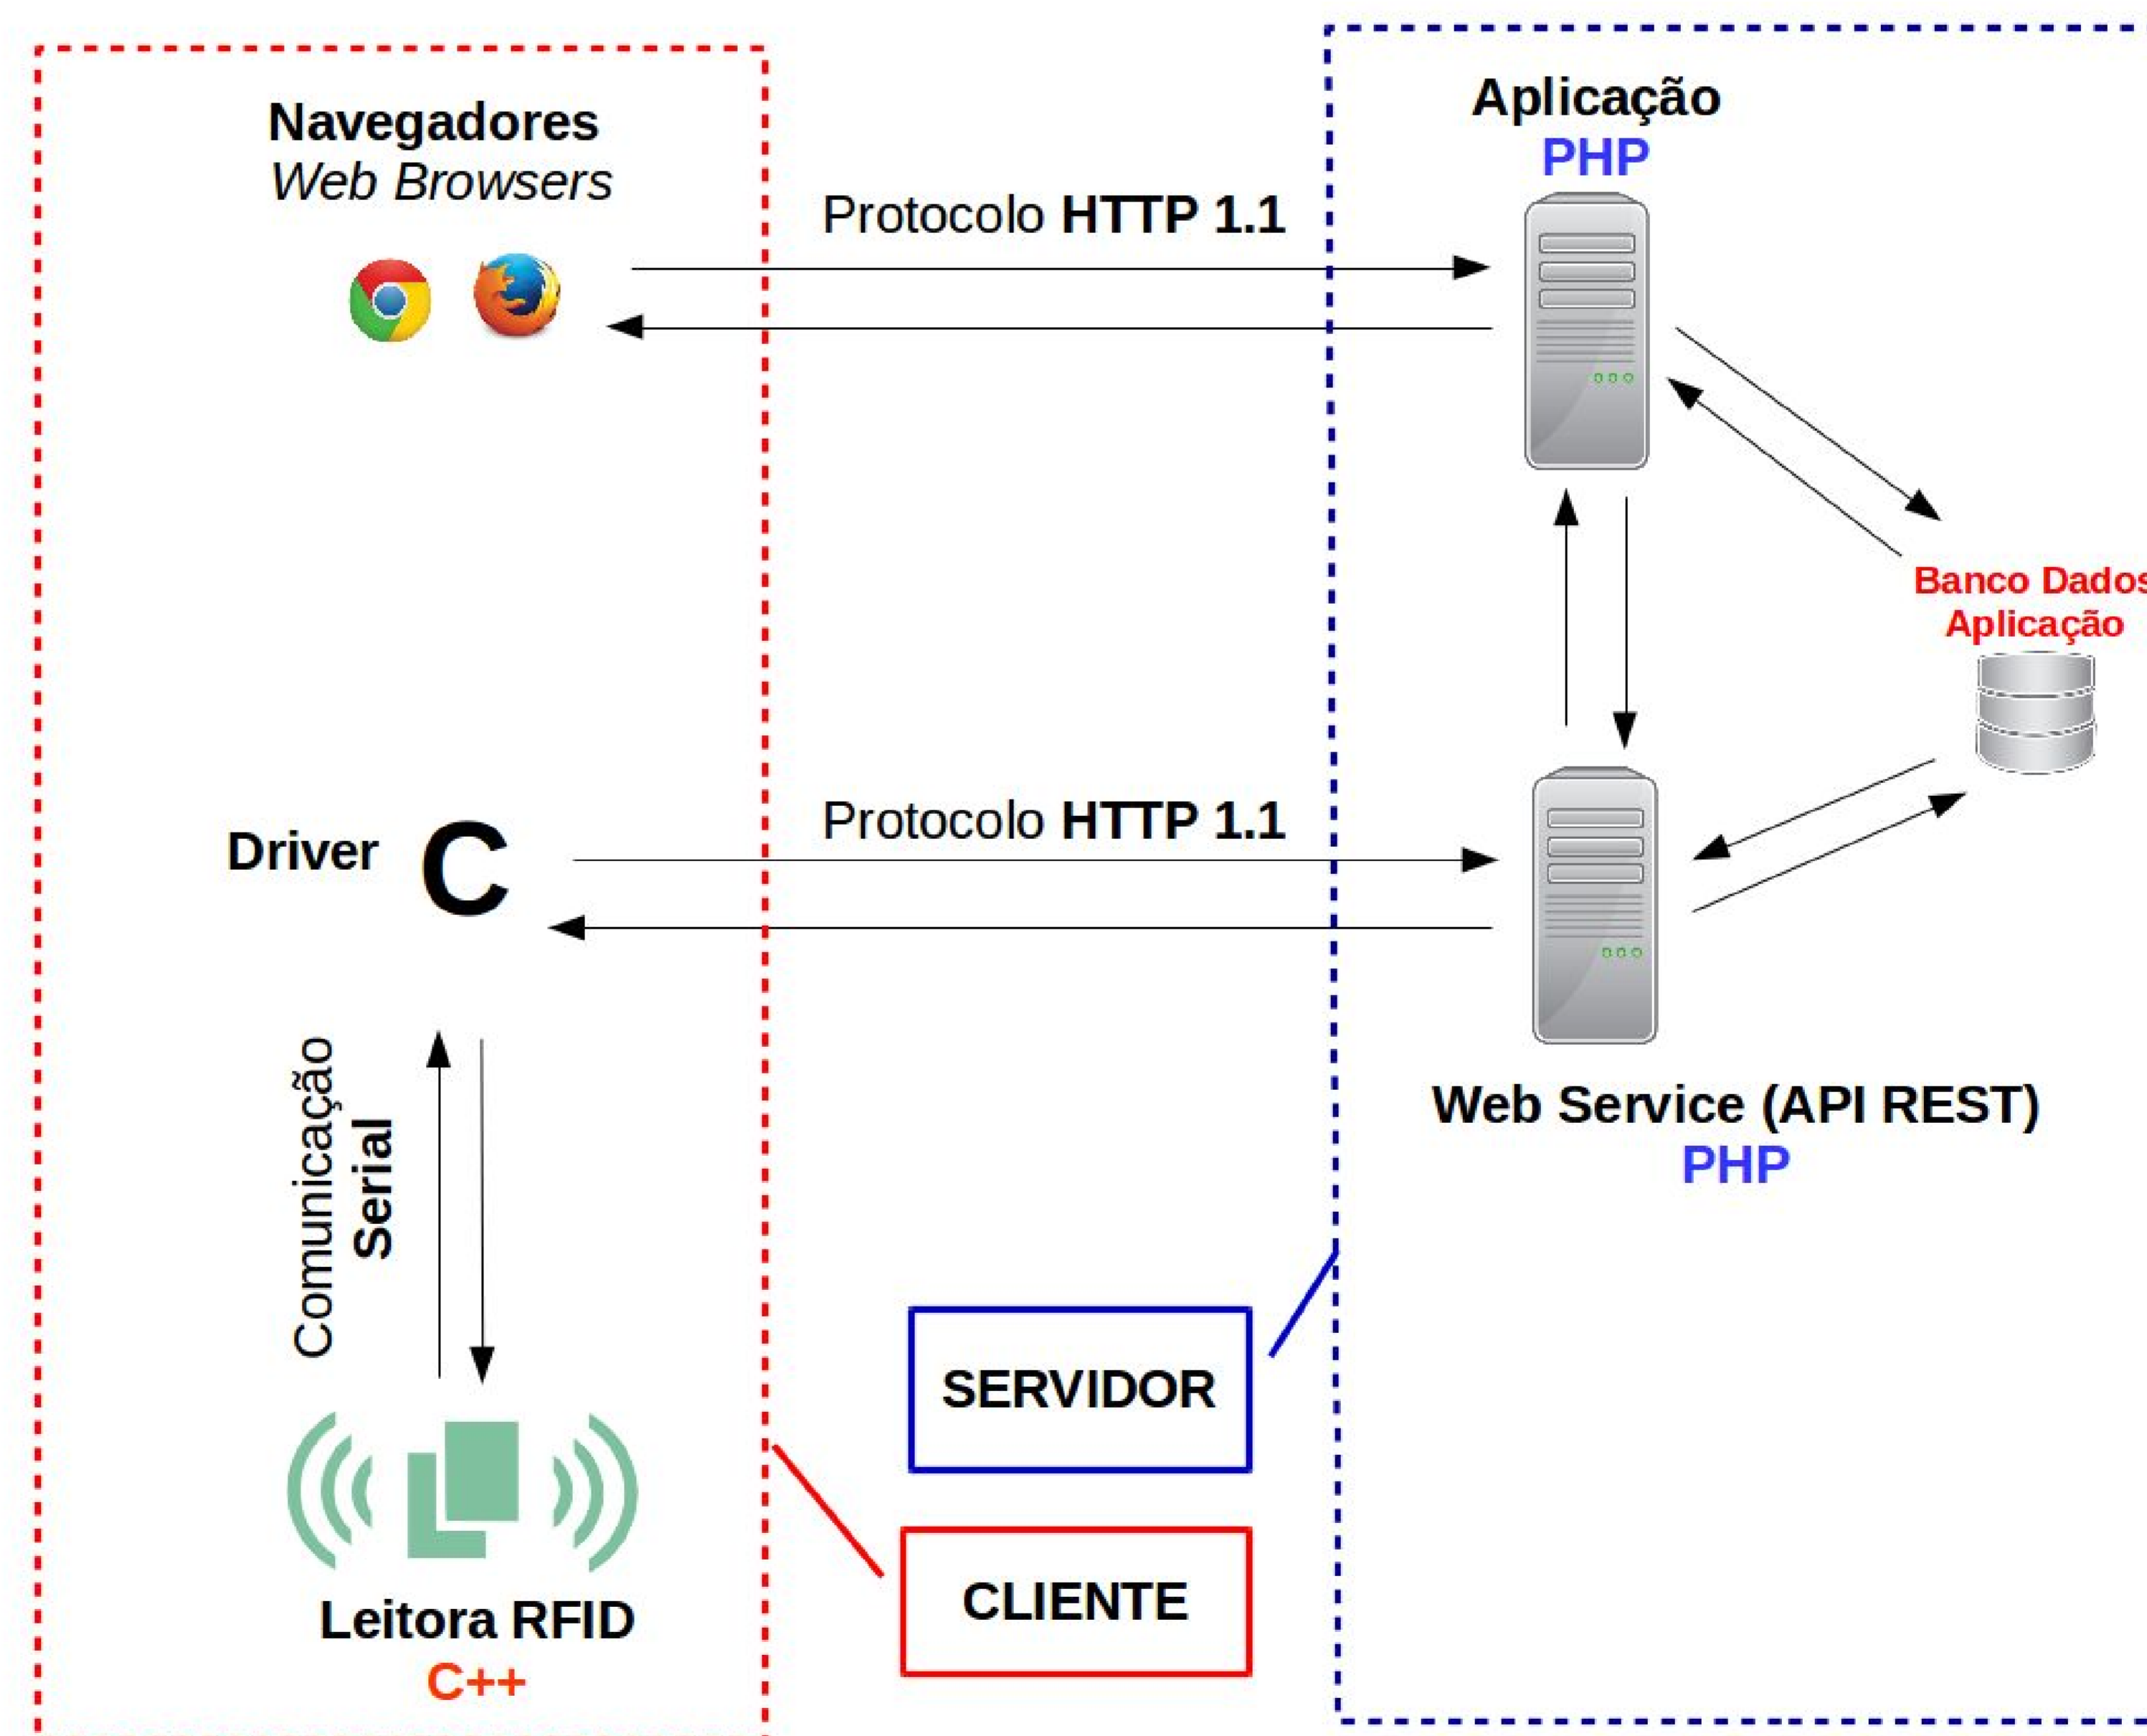 Navegadores
Web Browsers
Protocolo HTTP 1.1
Aplicação
PHP
Banco Dados
Aplicação
Driver C
Protocolo HTTP 1.1
Comunicação
Serial
Web Service (API REST)
PHP
SERVIDOR
CLIENTE
Leitora RFID
C++